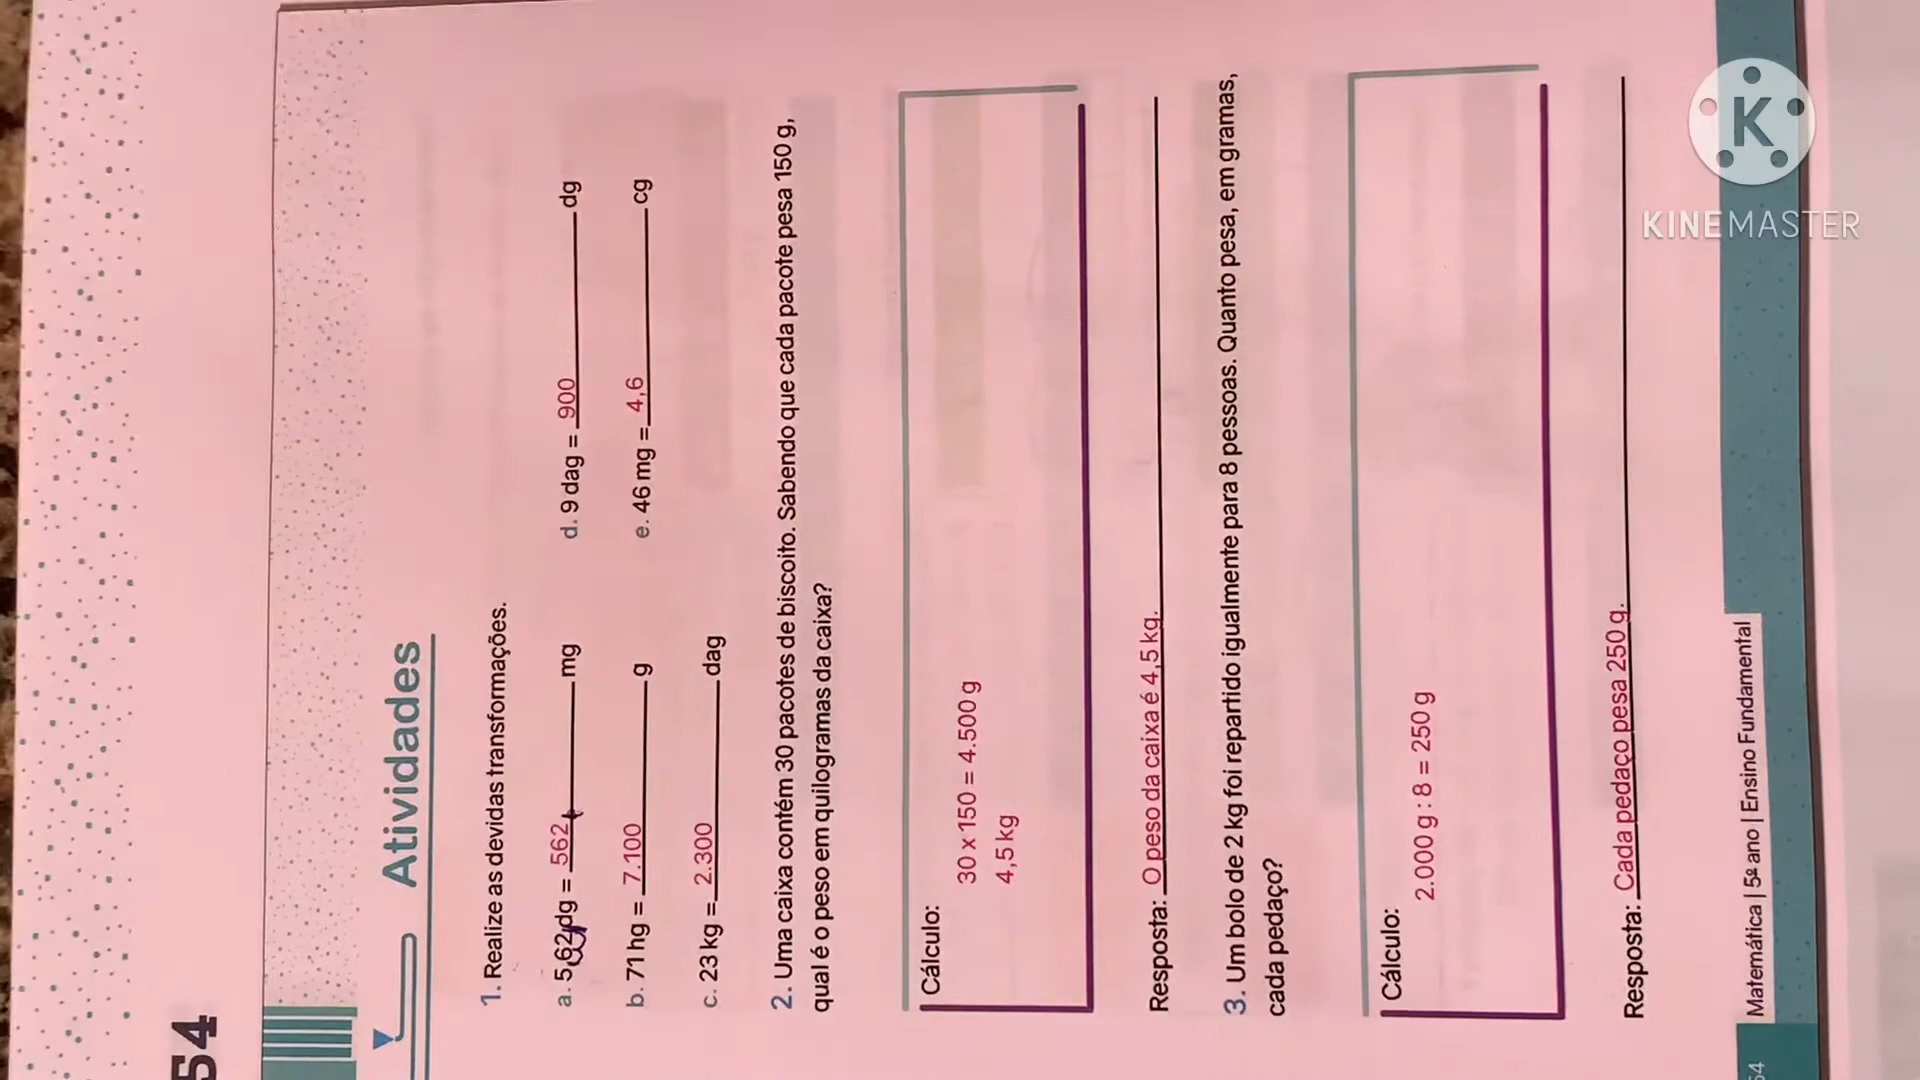 54
Atividades
1. Realize as devidas transformações.
a. 5,62 dg = 562 mg
d. 9 dag = 900 dg
b. 71 hg = 7.100 g
e. 46 mg = 4,6 cg
c. 23 kg = 2.300 dag
2. Uma caixa contém 30 pacotes de biscoito. Sabendo que cada pacote pesa 150 g,
qual é o peso em quilogramas da caixa?
Cálculo:
30 x 150 = 4.500 g
4,5 kg
Resposta: O peso da caixa é 4,5 kg.
3. Um bolo de 2 kg foi repartido igualmente para 8 pessoas. Quanto pesa, em gramas,
cada pedaço?
Cálculo:
2.000 g : 8 = 250 g
Resposta: Cada pedaço pesa 250 g.
54
Matemática | 5º ano | Ensino Fundamental
K
KINEMASTER